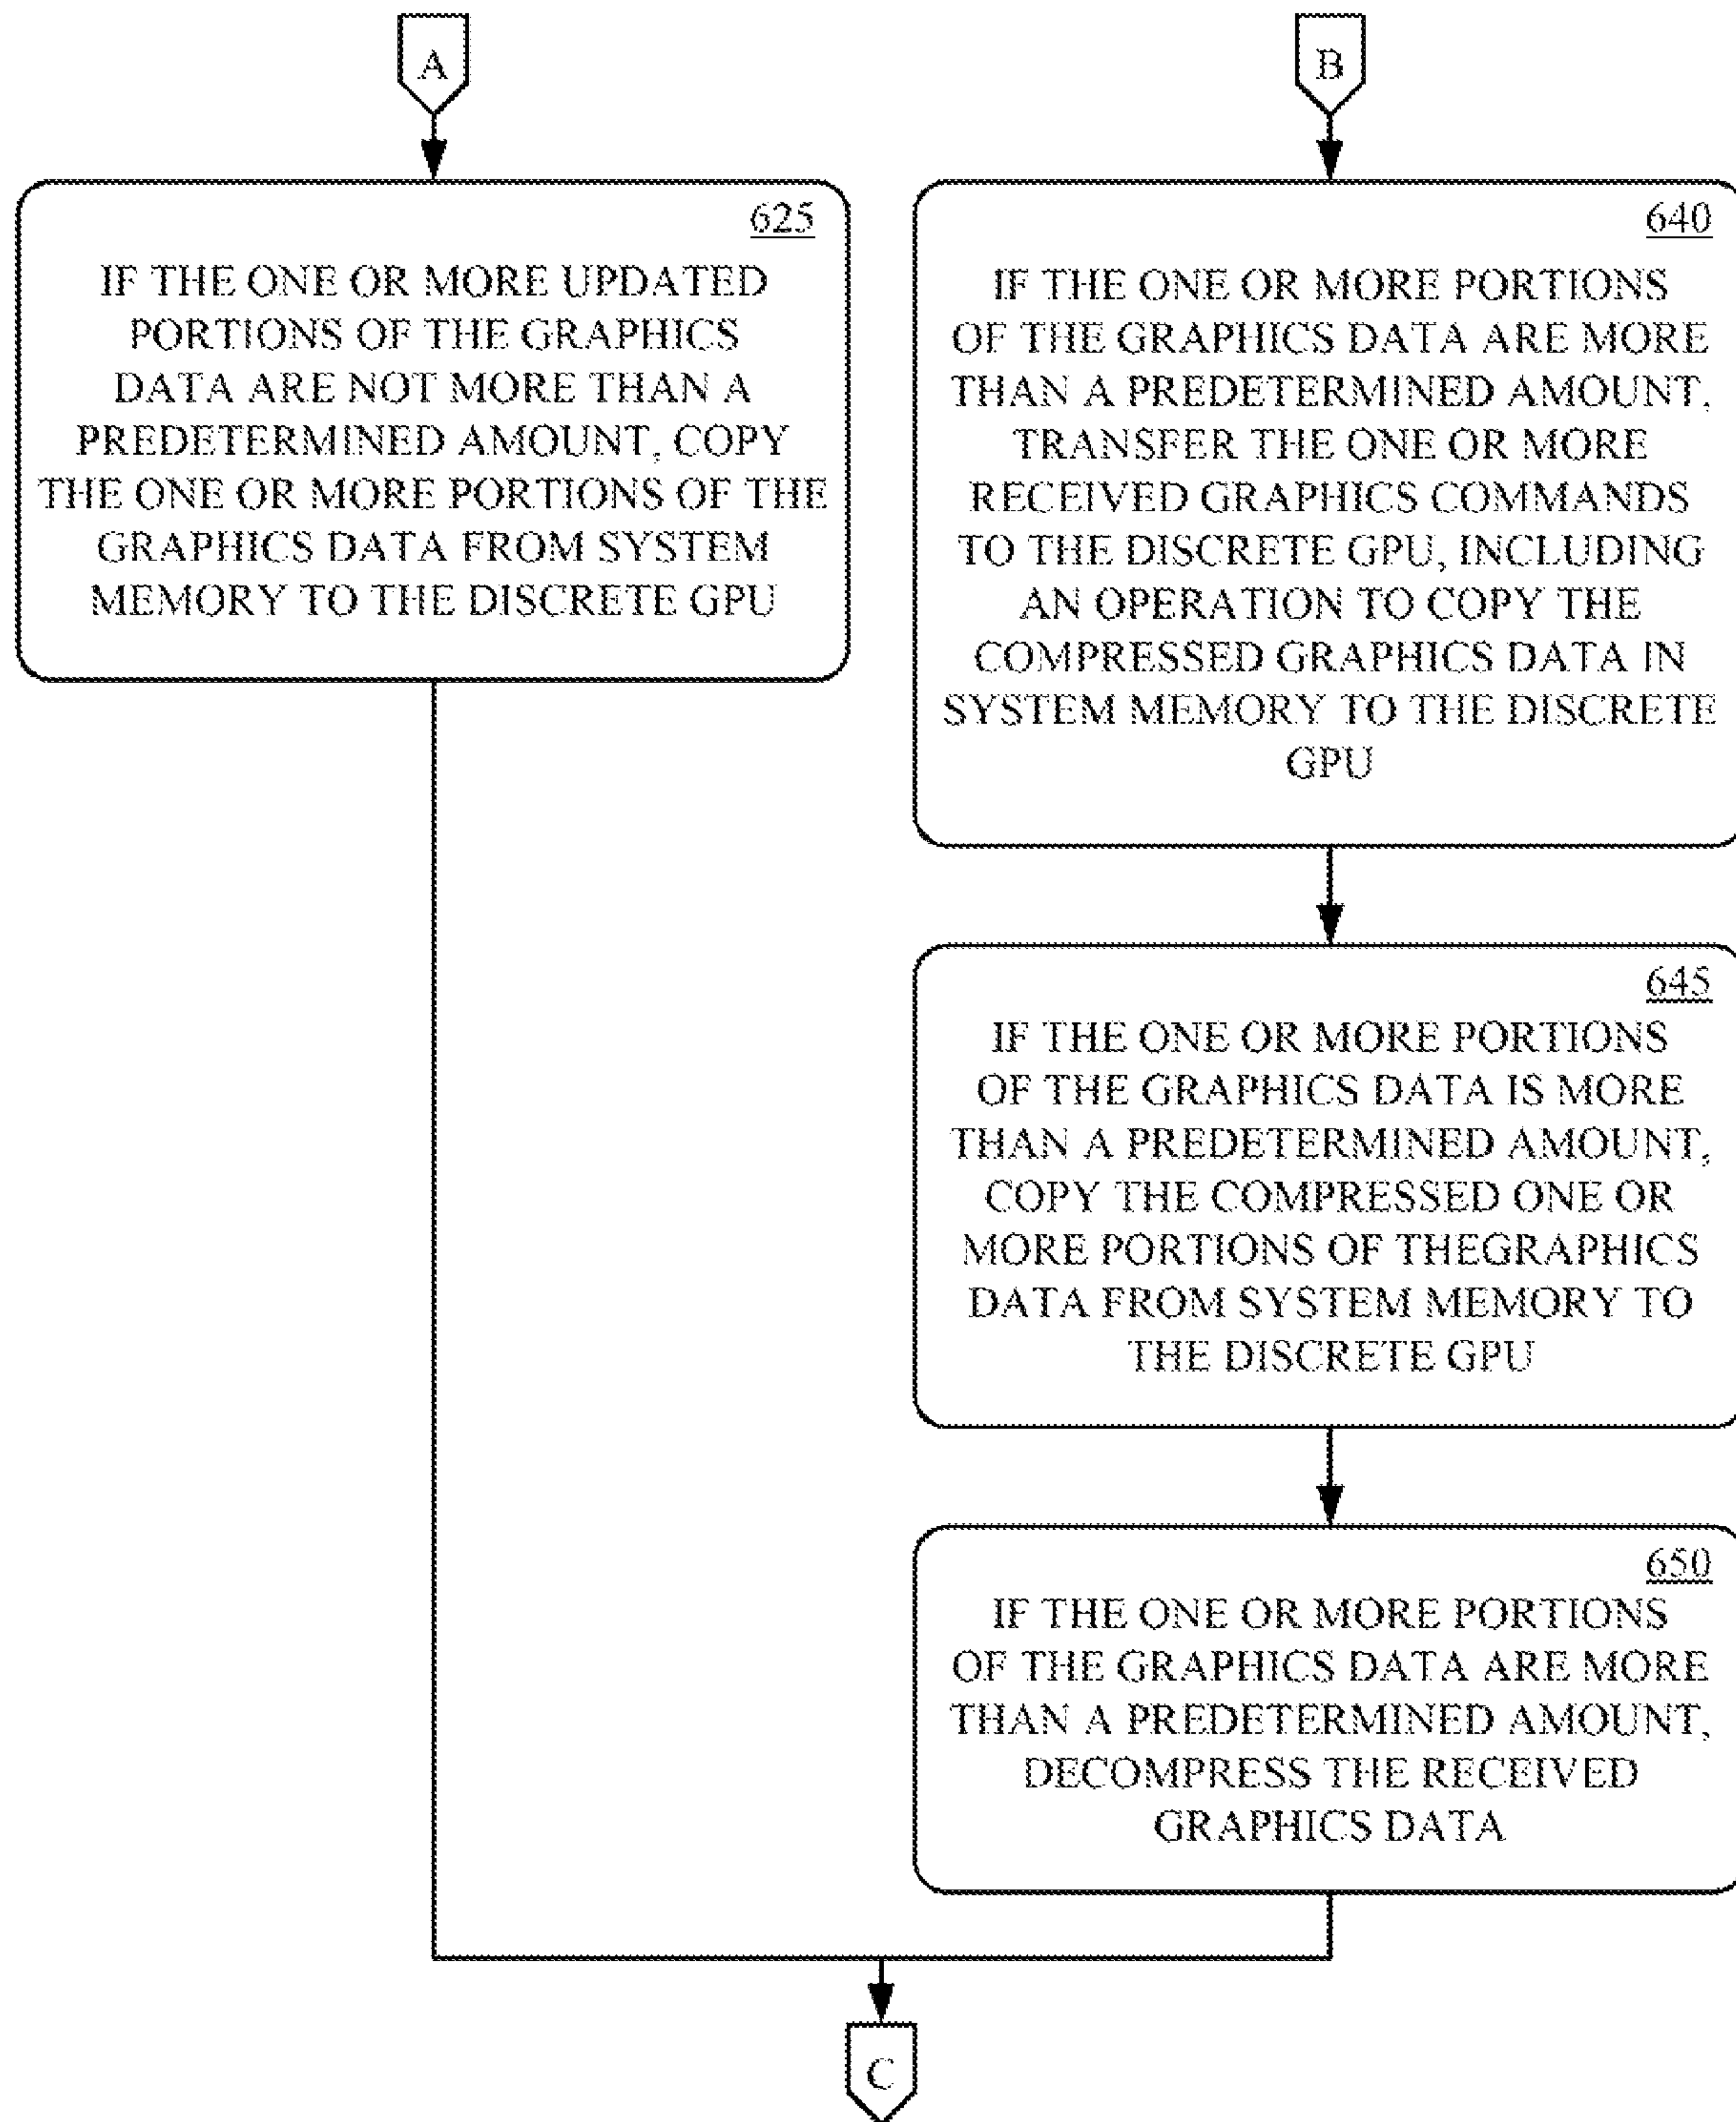 A
B
625
IF THE ONE OR MORE UPDATED
PORTIONS OF THE GRAPHICS
DATA ARE NOT MORE THAN A
PREDETERMINED AMOUNT, COPY
THE ONE OR MORE PORTIONS OF THE
GRAPHICS DATA FROM SYSTEM
MEMORY TO THE DISCRETE GPU
640
IF THE ONE OR MORE PORTIONS
OF THE GRAPHICS DATA ARE MORE
THAN A PREDETERMINED AMOUNT,
TRANSFER THE ONE OR MORE
RECEIVED GRAPHICS COMMANDS
TO THE DISCRETE GPU, INCLUDING
AN OPERATION TO COPY THE
COMPRESSED GRAPHICS DATA IN
SYSTEM MEMORY TO THE DISCRETE
GPU
645
IF THE ONE OR MORE PORTIONS
OF THE GRAPHICS DATA IS MORE
THAN A PREDETERMINED AMOUNT,
COPY THE COMPRESSED ONE OR
MORE PORTIONS OF THEGRAPHICS
DATA FROM SYSTEM MEMORY TO
THE DISCRETE GPU
650
IF THE ONE OR MORE PORTIONS
OF THE GRAPHICS DATA ARE MORE
THAN A PREDETERMINED AMOUNT,
DECOMPRESS THE RECEIVED
GRAPHICS DATA
C